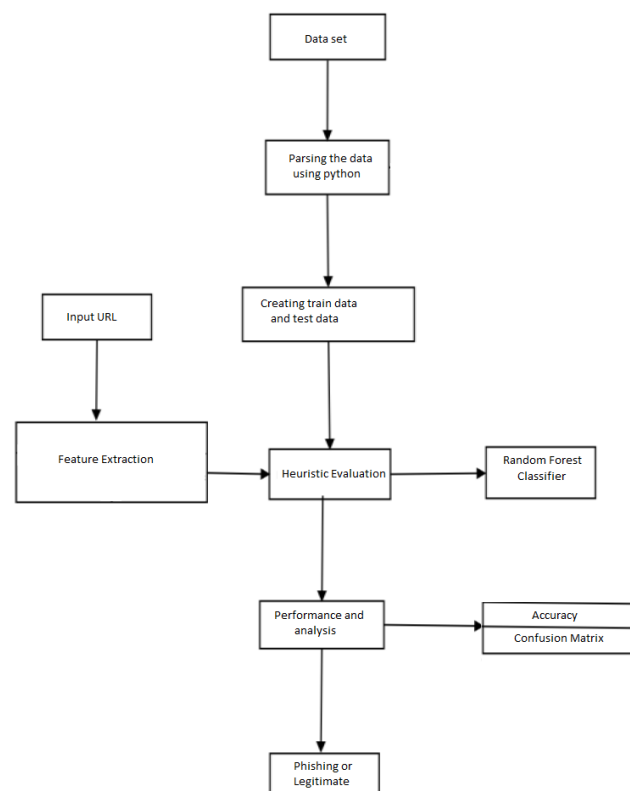 Data set
Parsing the data
using python
Creating train data
and test data
Input URL
Feature Extraction
Heuristic Evaluation
Random Forest
Classifier
Performance and
analysis
Accuracy
Confusion Matrix
Phishing or
Legitimate